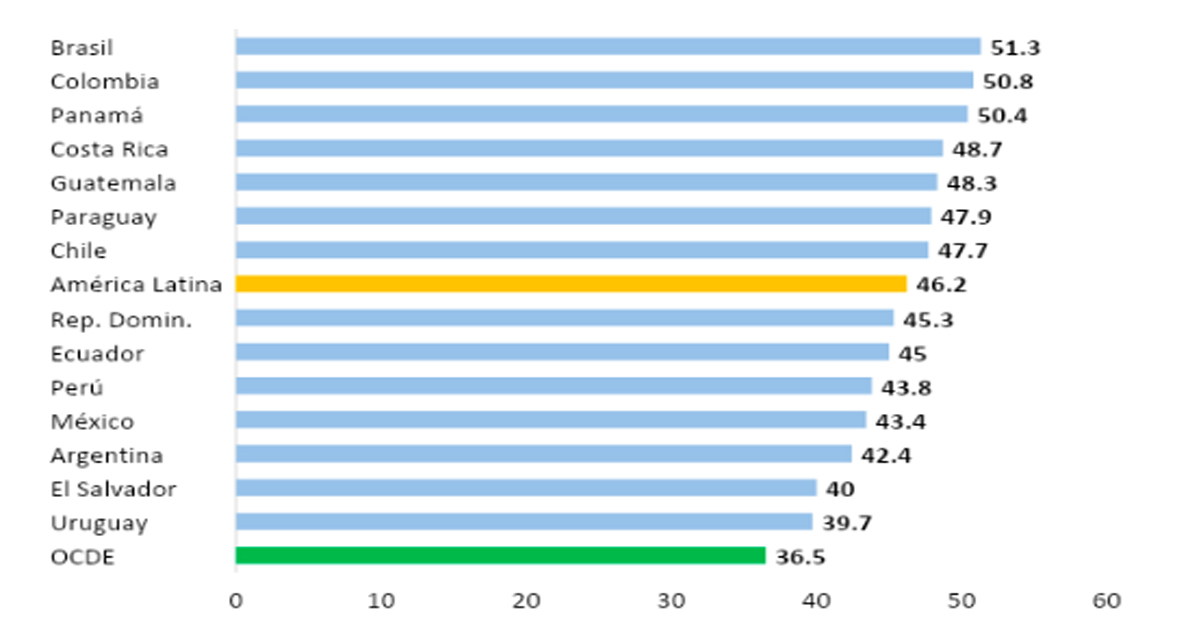 Brasil 51.3
Colombia 50.8
Panamá 50.4
Costa Rica 48.7
Guatemala 48.3
Paraguay 47.9
Chile 47.7
América Latina 46.2
Rep. Domin. 45.3
Ecuador 45
Perú 43.8
México 43.4
Argentina 42.4
El Salvador 40
Uruguay 39.7
OCDE 36.5
0 10 20 30 40 50 60